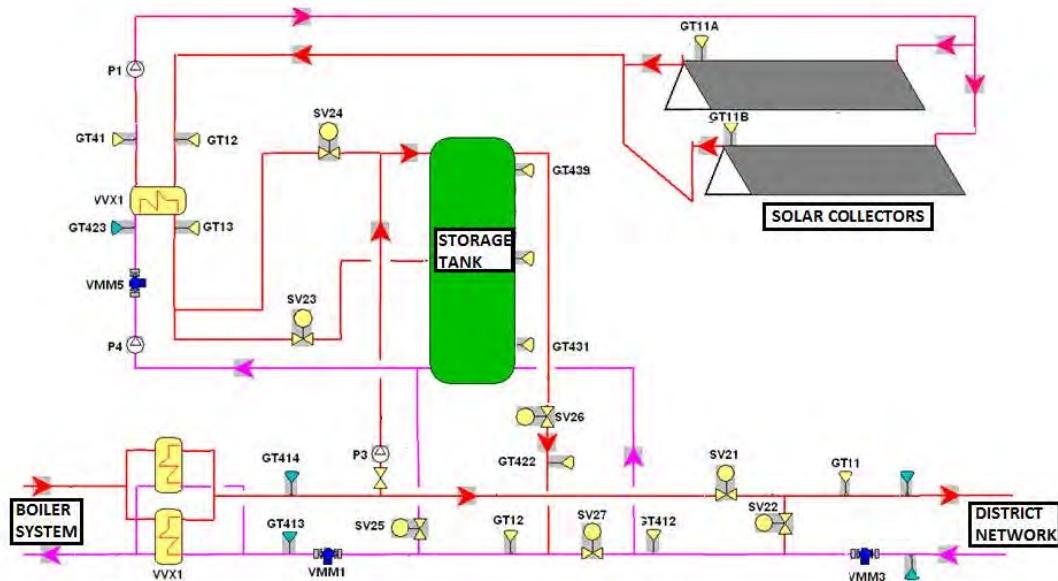 GT11A
P1
SV24
GT11B
GT41
GT12
GT439
VVX1
SOLAR COLLECTORS
GT423
GT13
STORAGE
TANK
VMM5
SV23
P4
GT431
SV26
P3
GT414
GT422
SV21
GT11
BOILER
SYSTEM
GT413
SV25
GT12
SV27
GT412
SV22
DISTRICT
NETWORK
VVX1
VMM1
VMM3